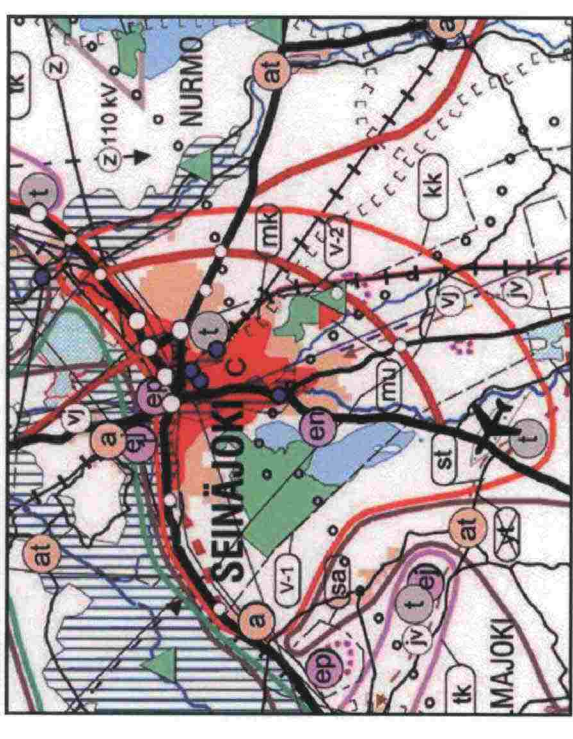 tk
t
at
z
vj
a
z 110 kV
ej
ep
NURMO
t
SEINÄJOKI
C
a
mk
at
V-1
en
ep
sa
V-2
mu
jv
t
ej
kk
st
vj
a
tk
at
MAJOKI
jv
t